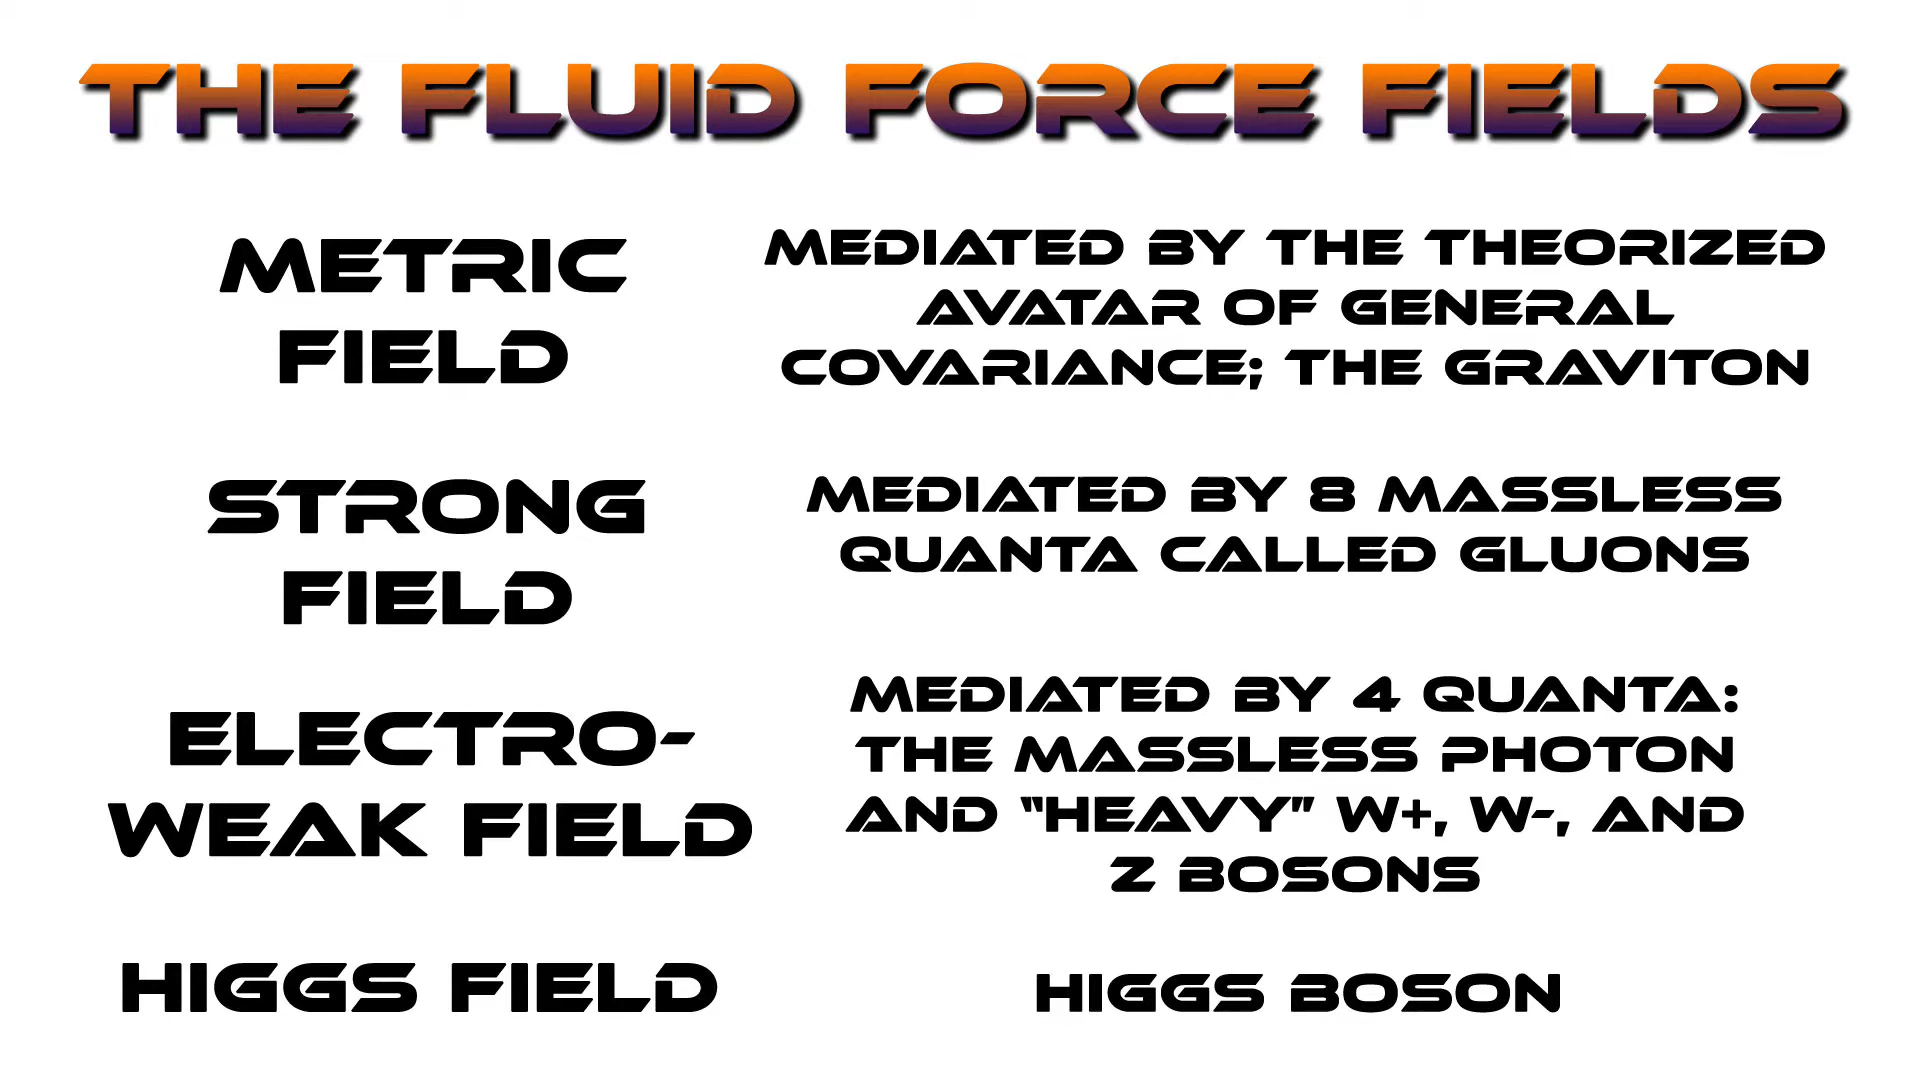 THE FLUID FORCE FIELDS
METRIC
FIELD
MEDIATED BY THE THEORIZED
AVATAR OF GENERAL
COVARIANCE; THE GRAVITON
STRONG
FIELD
MEDIATED BY 8 MASSLESS
QUANTA CALLED GLUONS
ELECTRO-
WEAK FIELD
MEDIATED BY 4 QUANTA:
THE MASSLESS PHOTON
AND “HEAVY” W+, W-, AND
Z BOSONS
HIGGS FIELD
HIGGS BOSON